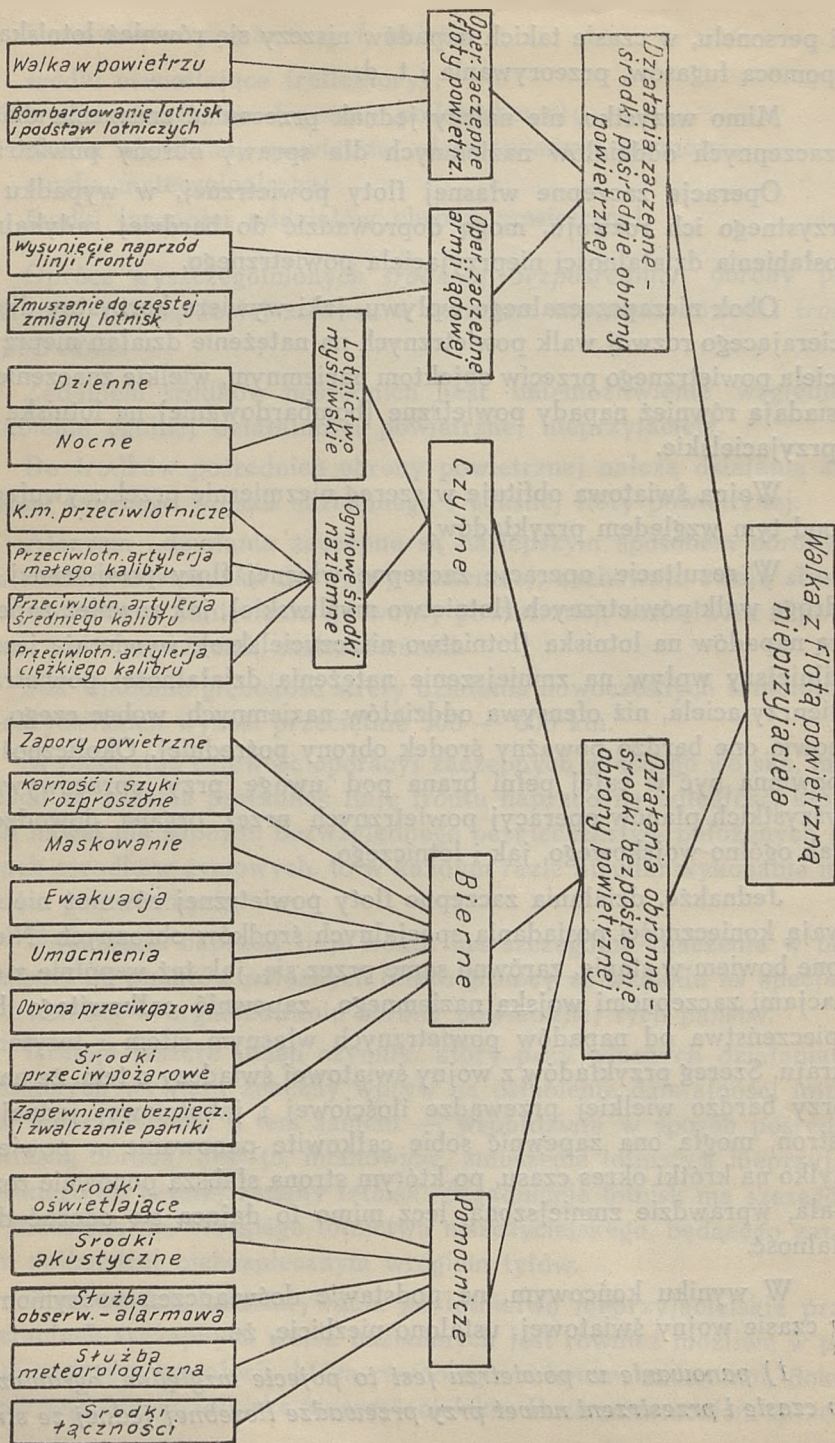 Walka z flotą powietrzną
nieprzyjaciela
Działania zaczepne –
środki pośrednie obrony
powietrznej
Oper. zaczepne
floty powietrz.
Walka w powietrzu
Bombardowanie lotnisk
i podstaw lotniczych
Oper. zaczepne
armji lądowej
Wysunięcie naprzód
linji frontu
Zmuszanie do częstej
zmiany lotnisk
Działania obronne –
środki bezpośrednie
obrony powietrznej
Czynne
Lotnictwo
myśliwskie
Dzienne
Nocne
Ogniowe środki
naziemne
K.m. przeciwlotnicze
Przeciwlotn. artylerja
małego kalibru
Przeciwlotn. artylerja
średniego kalibru
Przeciwlotn. artylerja
ciężkiego kalibru
Bierne
Zapory powietrzne
Karność i szyki
rozproszone
Maskowanie
Ewakuacja
Umocnienia
Obrona przeciwgazowa
Środki
przeciwpożarowe
Zapewnienie bezpiecz.
i zwalczanie paniki
Pomocnicze
Środki
oświetlające
Środki
akustyczne
Służba
obserw.-alarmowa
Służba
meteorologiczna
Środki
łączności